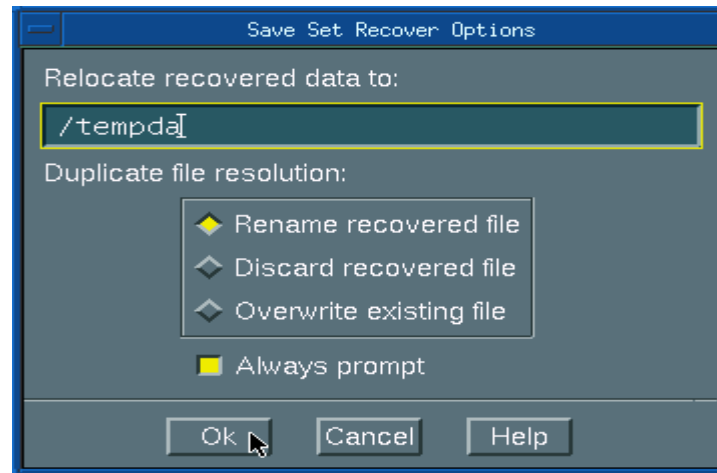 Save Set Recover Options
Relocate recovered data to:
/tempda
Duplicate file resolution:
Rename recovered file
Discard recovered file
Overwrite existing file
Always prompt
Ok Cancel Help